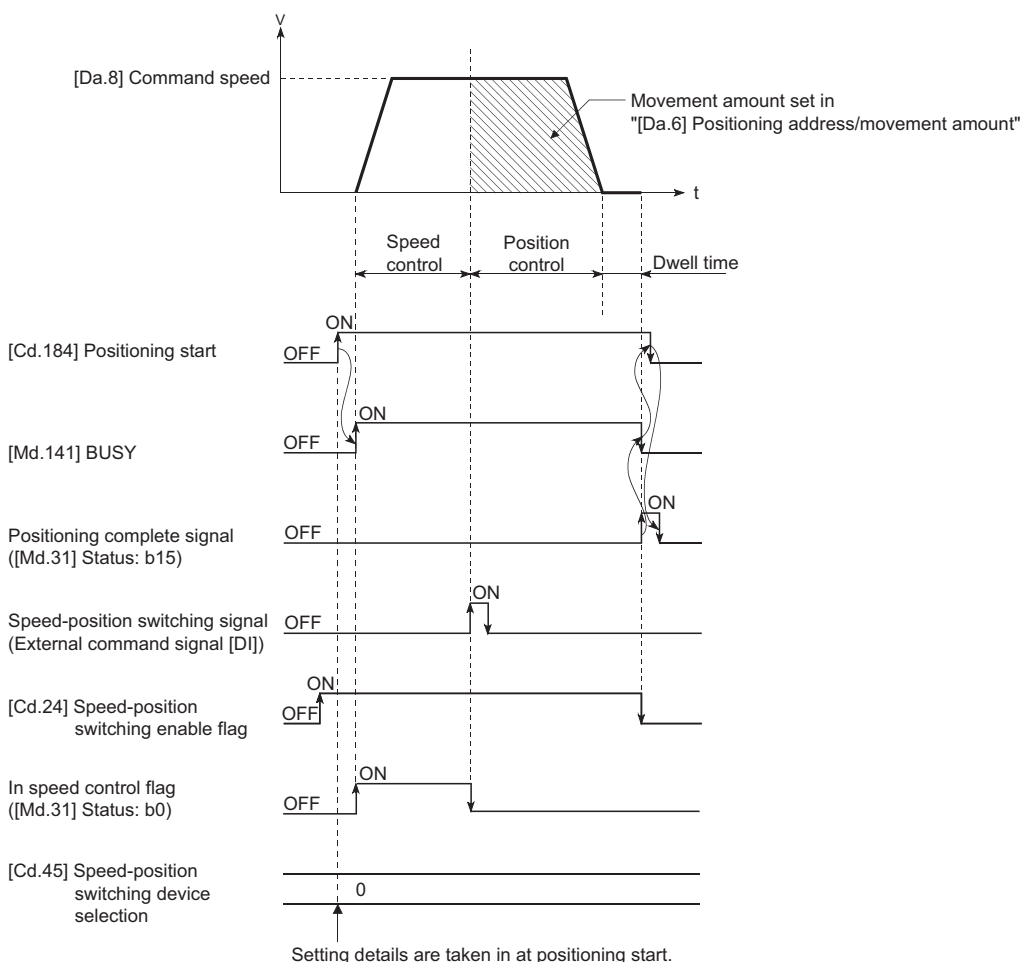 V
[Da.8] Command speed
Movement amount set in
"[Da.6] Positioning address/movement amount"
t
Speed
control
Position
control
Dwell time
ON
[Cd.184] Positioning start
OFF
ON
[Md.141] BUSY
OFF
ON
Positioning complete signal
([Md.31] Status: b15)
OFF
ON
Speed-position switching signal
(External command signal [DI])
OFF
ON
[Cd.24] Speed-position
switching enable flag
OFF
ON
In speed control flag
([Md.31] Status: b0)
OFF
[Cd.45] Speed-position
switching device
selection
0
Setting details are taken in at positioning start.